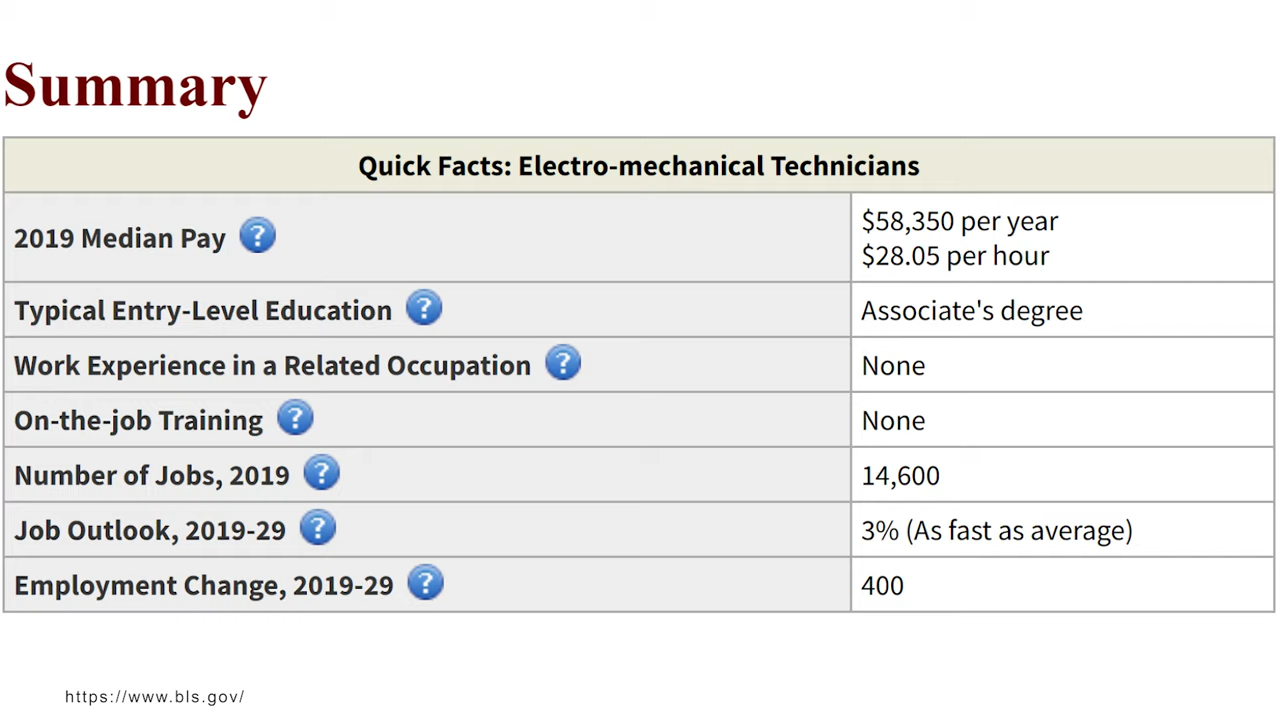 Summary
Quick Facts: Electro-mechanical Technicians
2019 Median Pay ?
$58,350 per year
$28.05 per hour
Typical Entry-Level Education ?
Associate's degree
Work Experience in a Related Occupation ?
None
On-the-job Training ?
None
Number of Jobs, 2019 ?
14,600
Job Outlook, 2019-29 ?
3% (As fast as average)
Employment Change, 2019-29 ?
400
https://www.bls.gov/